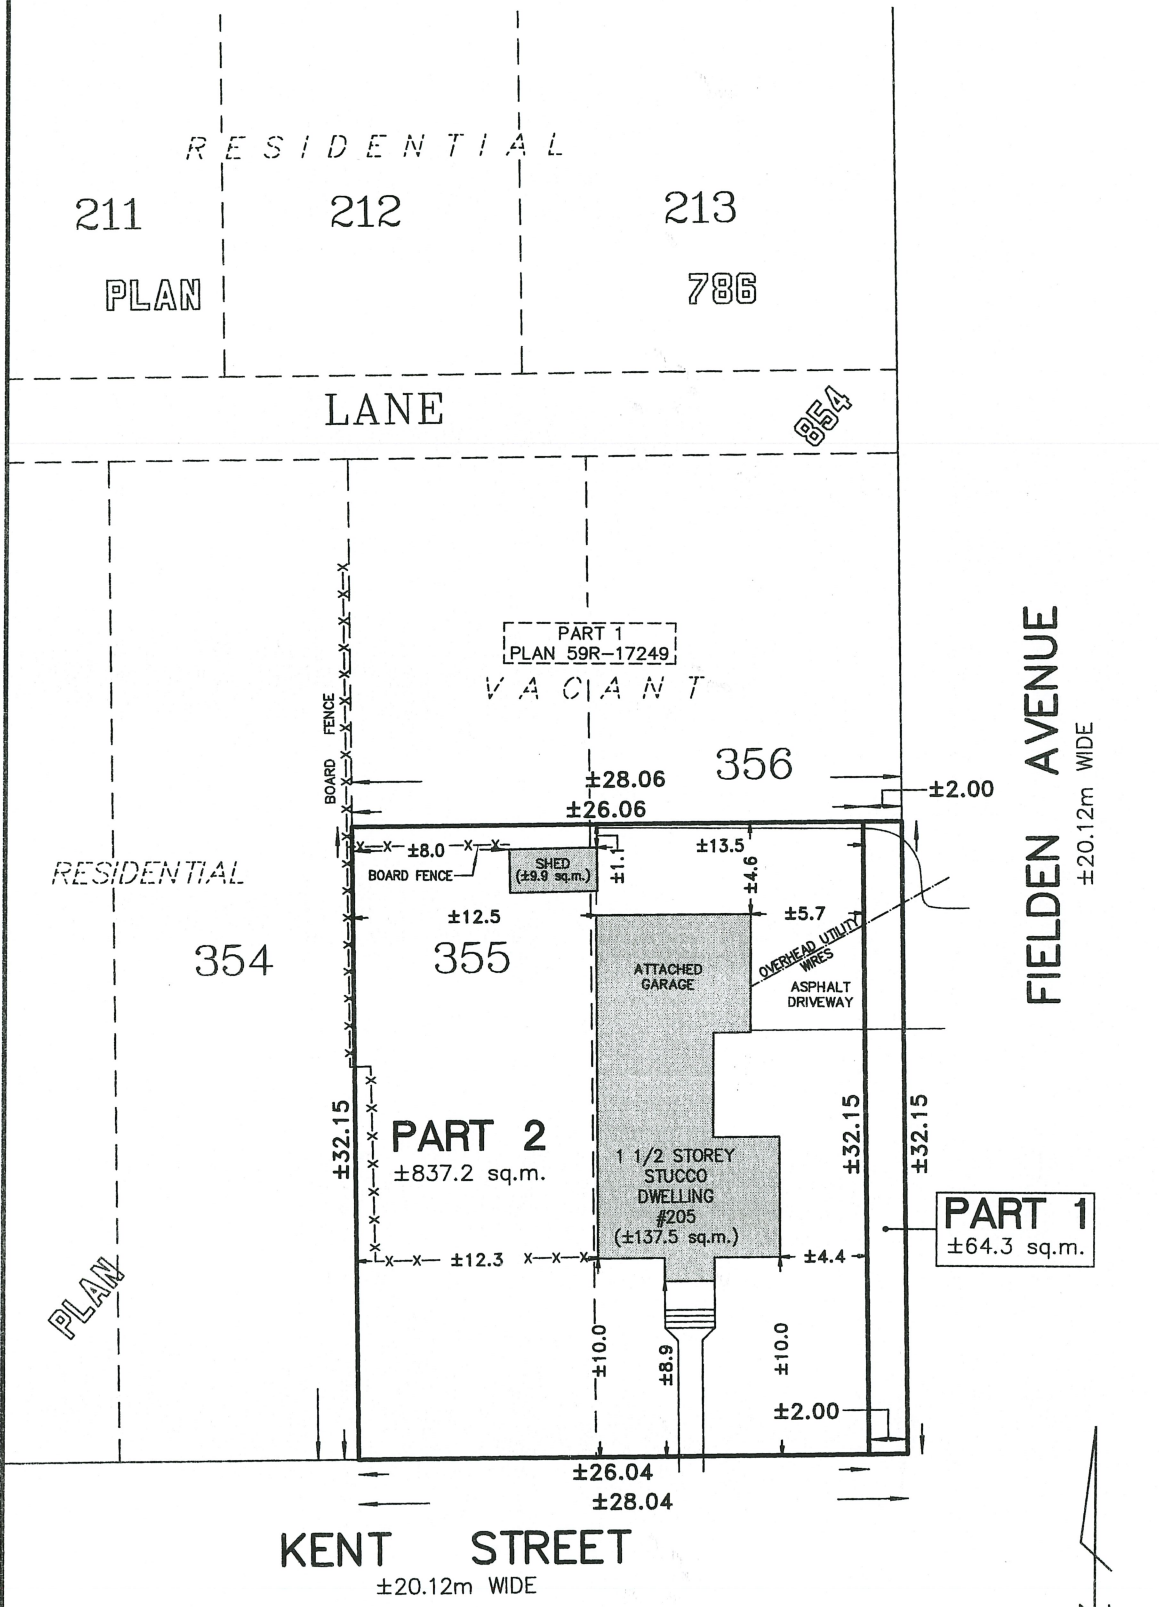 RESIDENTIAL
211
212
213
PLAN
786
LANE
854
BOARD FENCE
PART 1
PLAN 59R-17249
VACANT
356
±28.06
±26.06
±2.00
FIELDEN AVENUE
±20.12m WIDE
RESIDENTIAL
354
±8.0
BOARD FENCE
SHED
(±9.9 sq.m.)
±1.1
±13.5
±4.6
±12.5
±5.7
355
ATTACHED
GARAGE
OVERHEAD UTILITY
WIRES
ASPHALT
DRIVEWAY
±32.15
PART 2
±837.2 sq.m.
1 1/2 STOREY
STUCCO
DWELLING
#205
(±137.5 sq.m.)
±32.15
±32.15
PART 1
±64.3 sq.m.
±12.3
±4.4
PLAN
±10.0
±8.9
±10.0
±2.00
±26.04
±28.04
KENT STREET
±20.12m WIDE